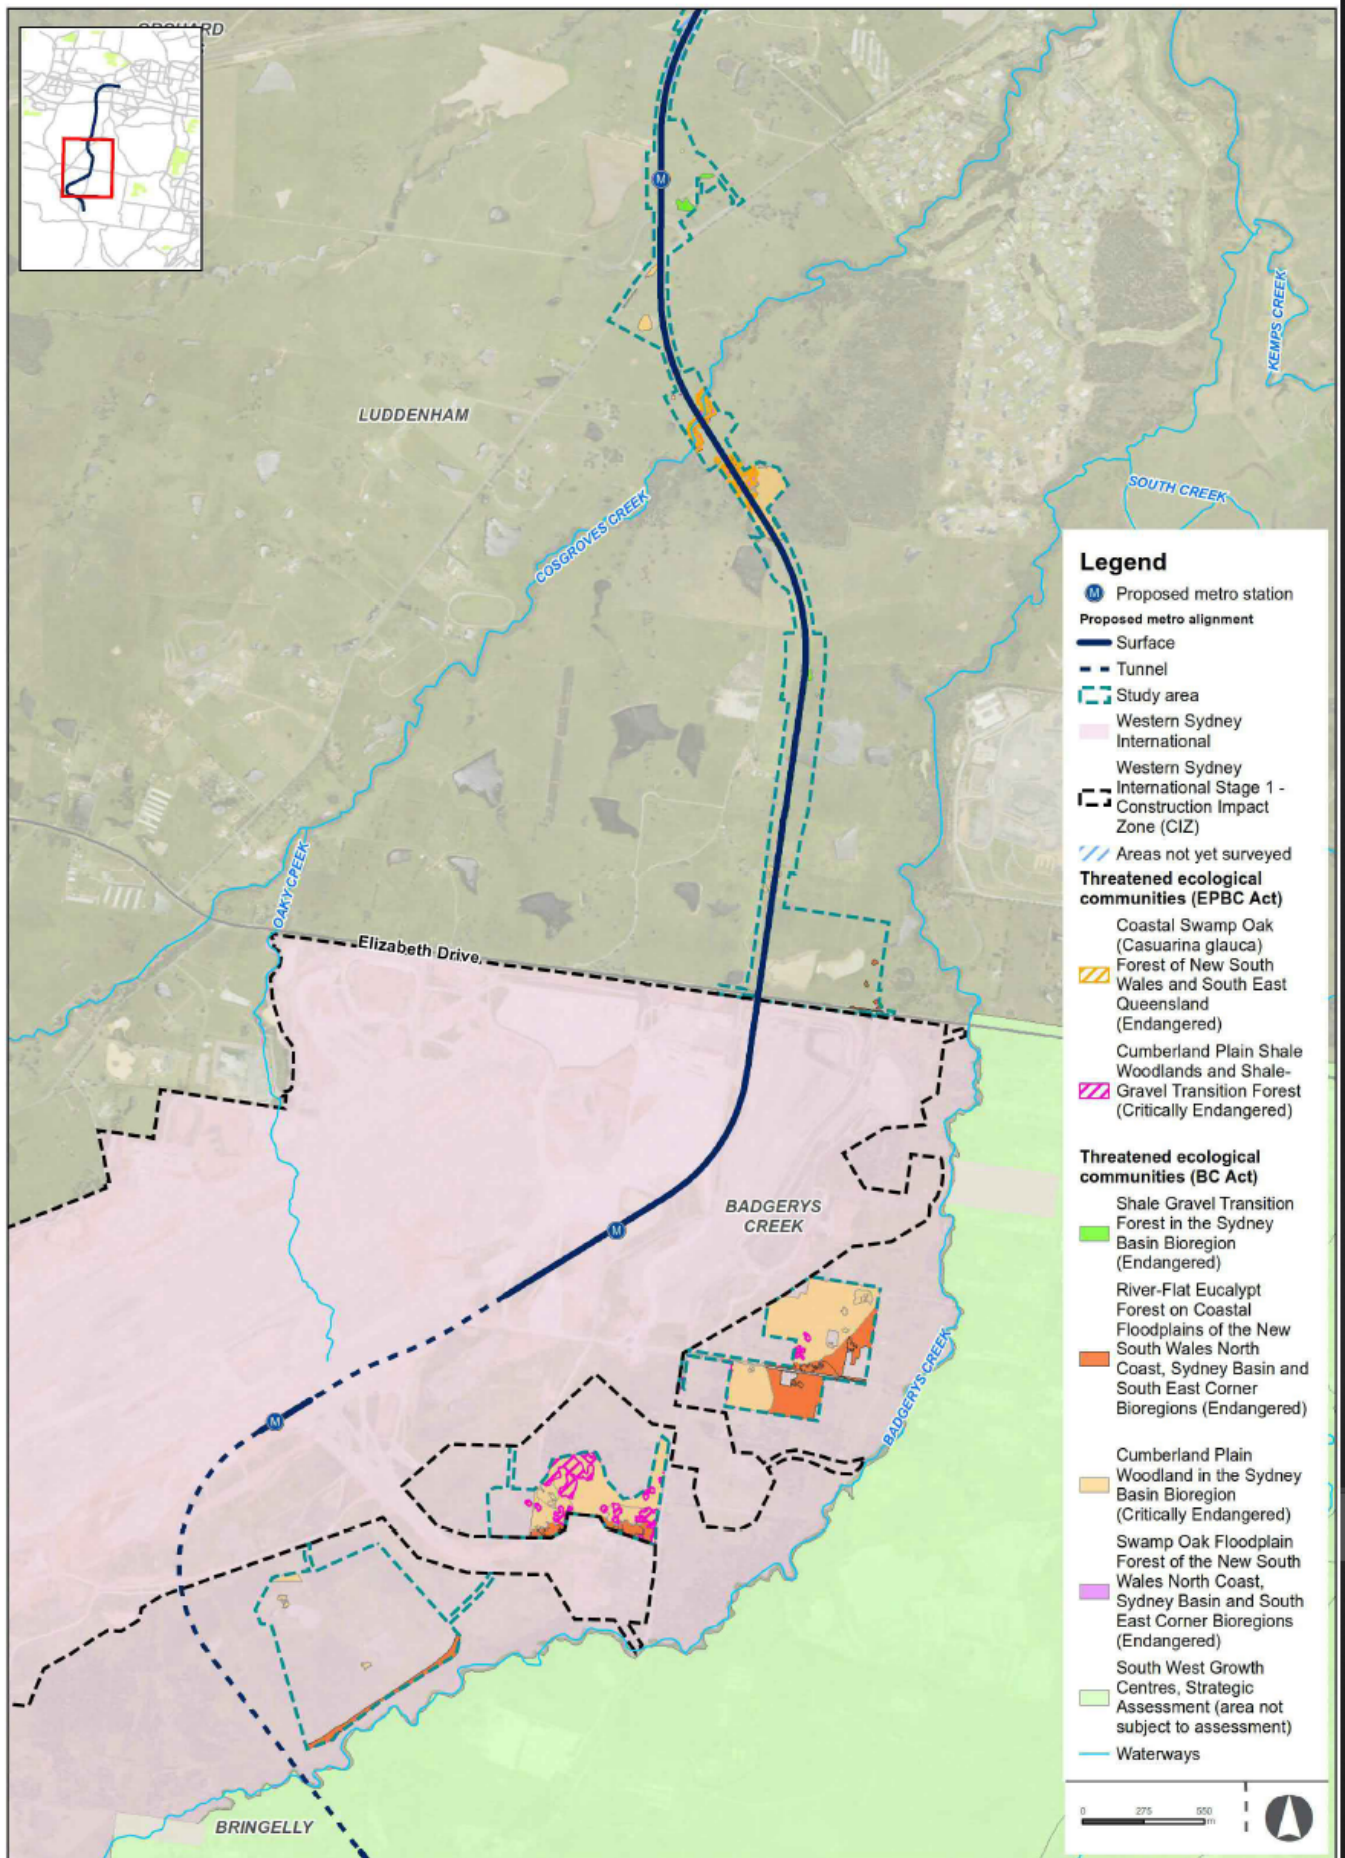 LUDDENHAM
KEMPS CREEK
SOUTH CREEK
COSGROVES CREEK
OAKY CREEK
Elizabeth Drive
BADGERYS
CREEK
BADGERYS CREEK
BRINGELLY
M
M
M
Legend
M Proposed metro station
Proposed metro alignment
Surface
Tunnel
Study area
Western Sydney
International
Western Sydney
International Stage 1 -
Construction Impact
Zone (CIZ)
Areas not yet surveyed
Threatened ecological
communities (EPBC Act)
Coastal Swamp Oak
(Casuarina glauca)
Forest of New South
Wales and South East
Queensland
(Endangered)
Cumberland Plain Shale
Woodlands and Shale-
Gravel Transition Forest
(Critically Endangered)
Threatened ecological
communities (BC Act)
Shale Gravel Transition
Forest in the Sydney
Basin Bioregion
(Endangered)
River-Flat Eucalypt
Forest on Coastal
Floodplains of the New
South Wales North
Coast, Sydney Basin and
South East Corner
Bioregions (Endangered)
Cumberland Plain
Woodland in the Sydney
Basin Bioregion
(Critically Endangered)
Swamp Oak Floodplain
Forest of the New South
Wales North Coast,
Sydney Basin and South
East Corner Bioregions
(Endangered)
South West Growth
Centres, Strategic
Assessment (area not
subject to assessment)
Waterways
0 275 550
m